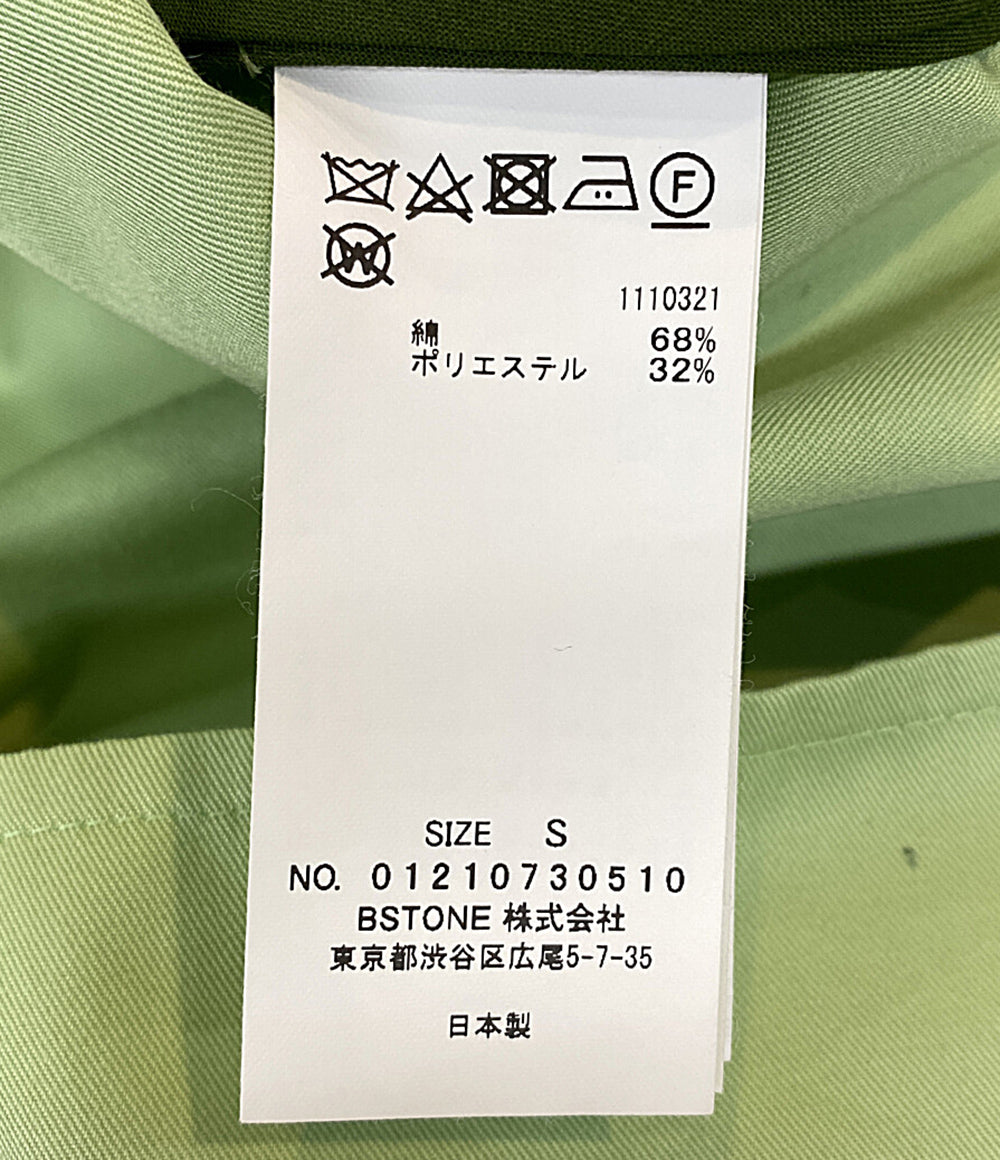 F
W
1110321
綿 68%
ポリエステル 32%
SIZE S
NO. 01210730510
BSTONE 株式会社
東京都渋谷区広尾5-7-35
日本製